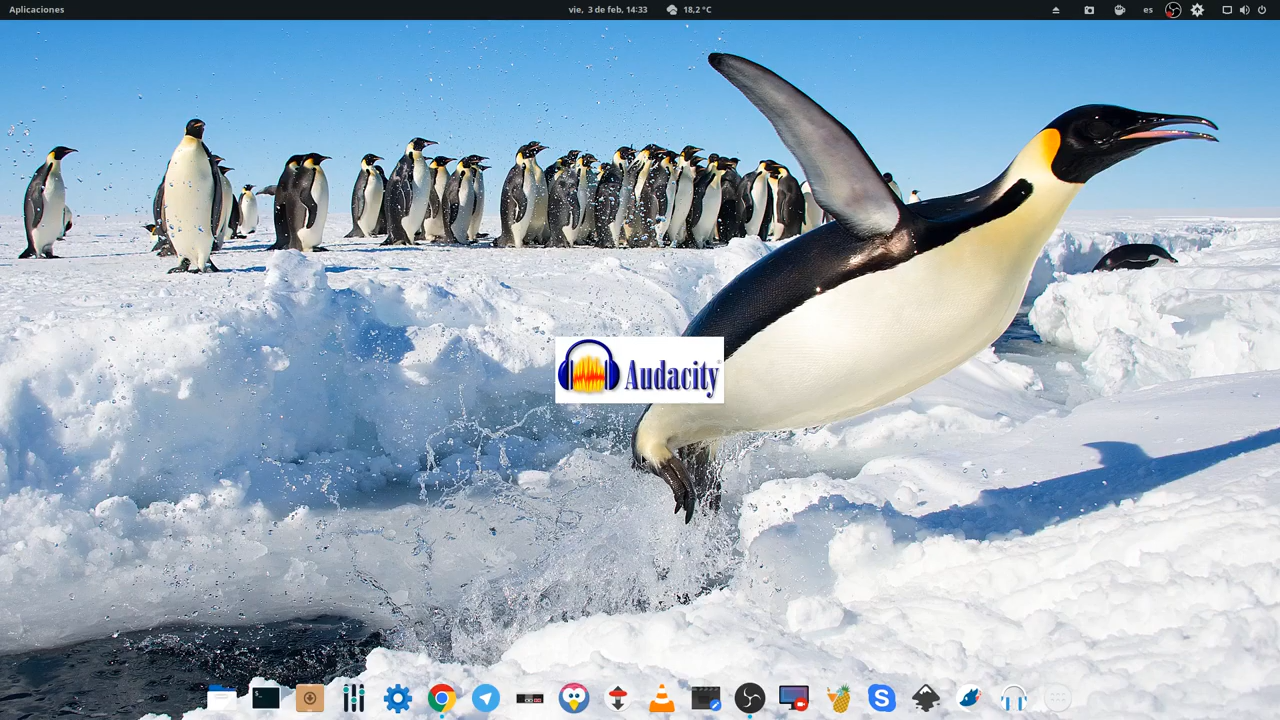 Aplicaciones
vie, 3 de feb, 14:33
18,2 °C
es
Audacity